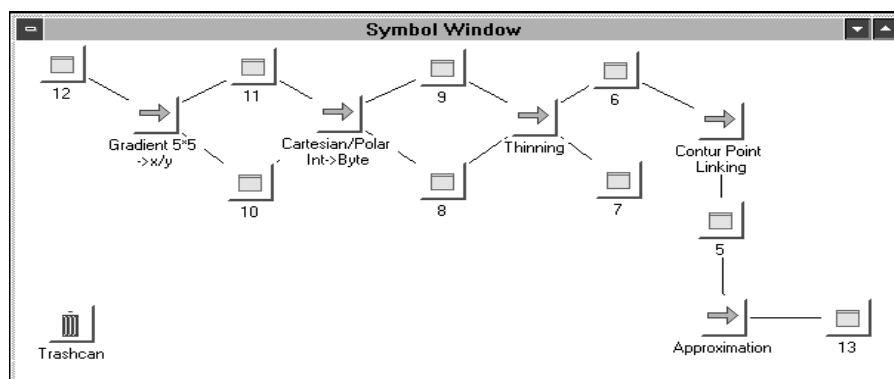 Symbol Window
12
11
9
6
Gradient 5*5
->x/y
Cartesian/Polar
Int->Byte
Thinning
Contur Point
Linking
10
8
7
5
Trashcan
Approximation
13